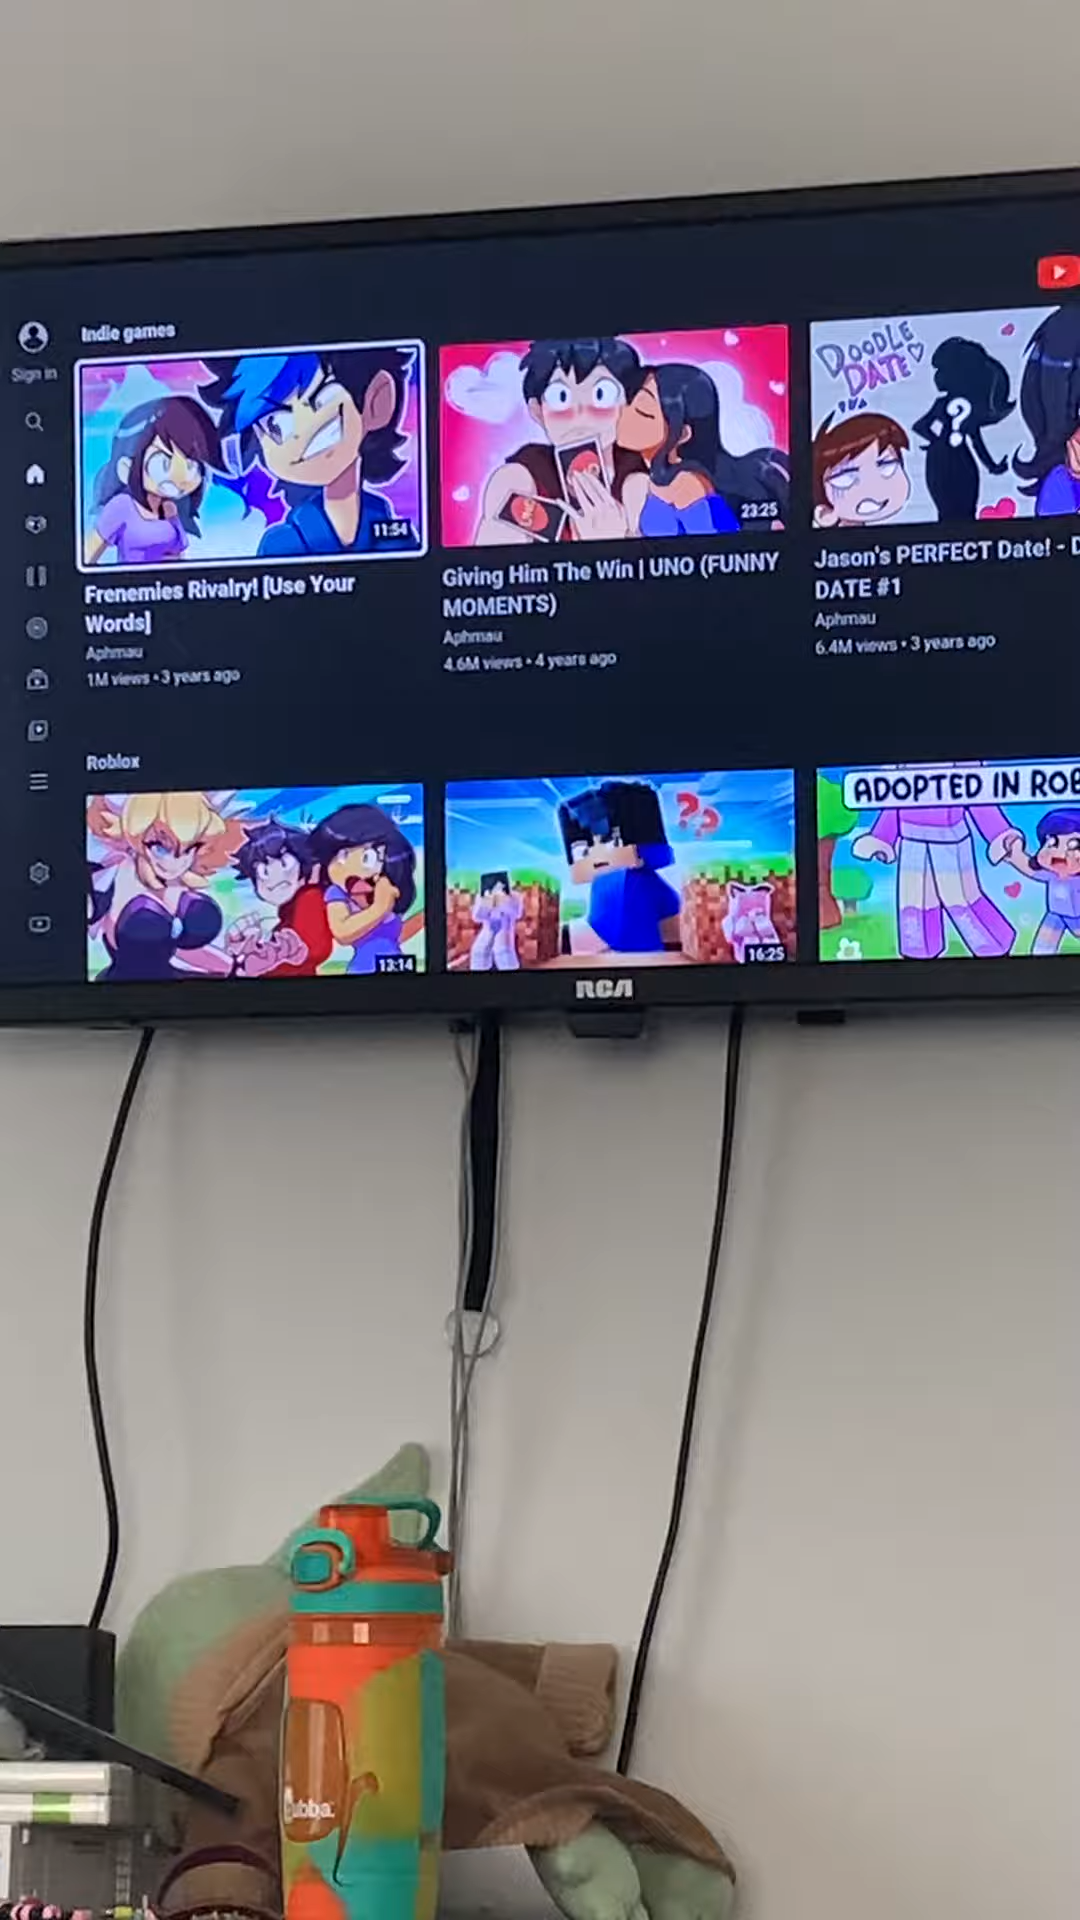 Indie games
Sign in
DOODLE
DATE
?
11:54
23:25
Frenemies Rivalry! [Use Your
Words]
Aphmau
1M views • 3 years ago
Giving Him The Win | UNO (FUNNY
MOMENTS)
Aphmau
4.6M views • 4 years ago
Jason's PERFECT Date! - D
DATE #1
Aphmau
6.4M views • 3 years ago
Roblox
??
ADOPTED IN ROB
13:14
16:25
RCA
bubba